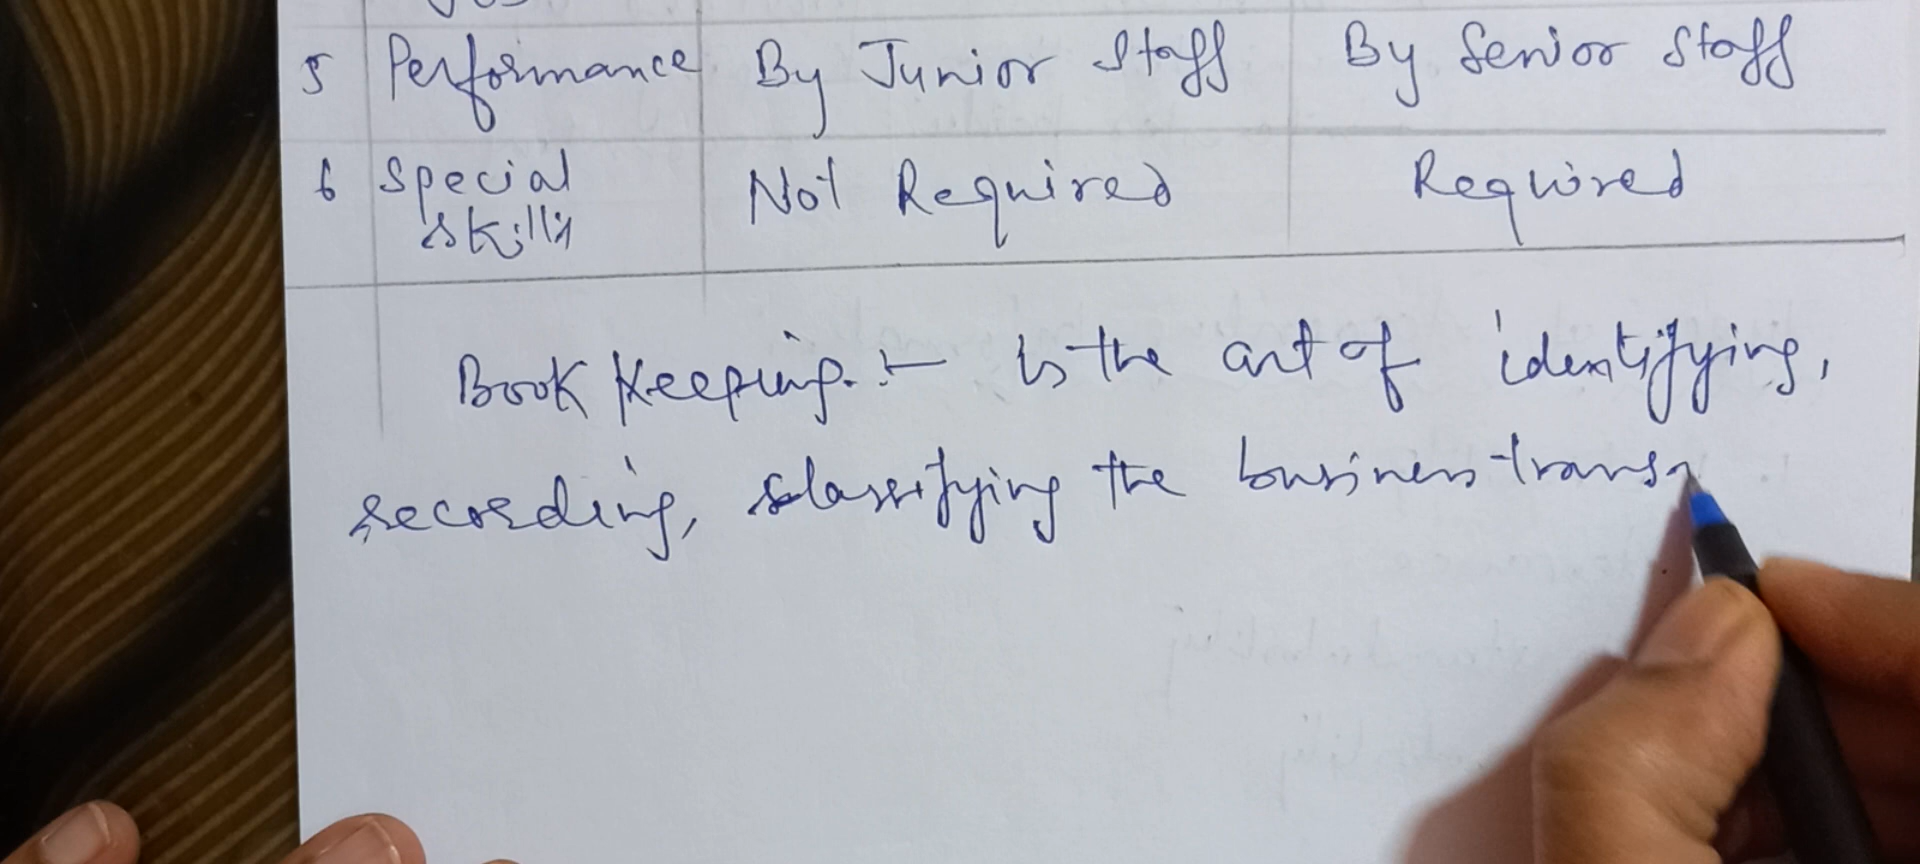 5 Performance By Junior Staff By Senior Staff
6 Special Skills Not Required Required
Book Keeping :- Is the art of identifying,
recording, classifying the business transa